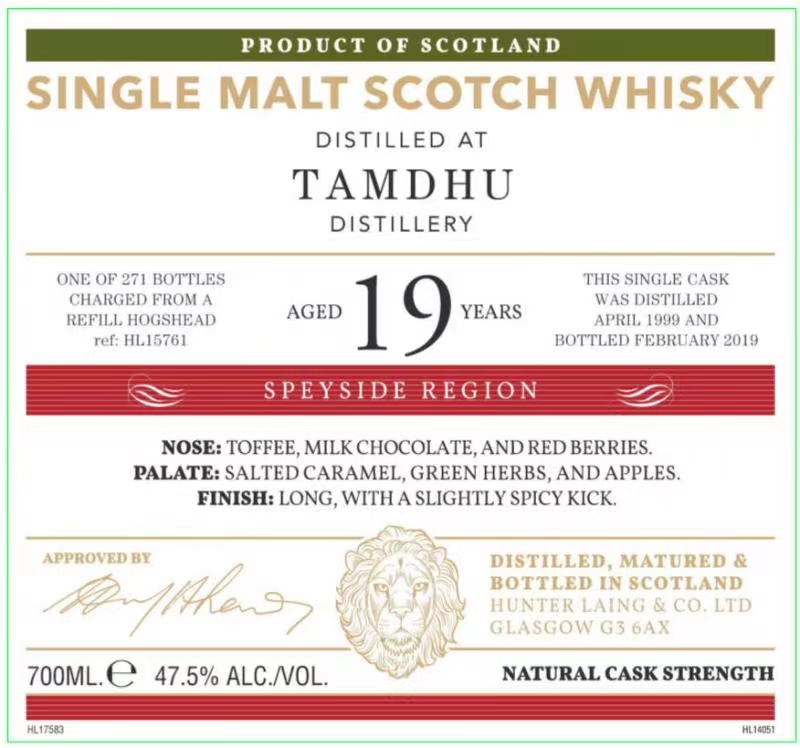 PRODUCT OF SCOTLAND
SINGLE MALT SCOTCH WHISKY
DISTILLED AT
TAMDHU
DISTILLERY
ONE OF 271 BOTTLES
CHARGED FROM A
REFILL HOGSHEAD
ref: HL15761
AGED 19 YEARS
THIS SINGLE CASK
WAS DISTILLED
APRIL 1999 AND
BOTTLED FEBRUARY 2019
SPEYSIDE REGION
NOSE: TOFFEE, MILK CHOCOLATE, AND RED BERRIES.
PALATE: SALTED CARAMEL, GREEN HERBS, AND APPLES.
FINISH: LONG, WITH A SLIGHTLY SPICY KICK.
APPROVED BY
DISTILLED, MATURED &
BOTTLED IN SCOTLAND
HUNTER LAING & CO. LTD
GLASGOW G3 6AX
700ML.℮ 47.5% ALC./VOL.
NATURAL CASK STRENGTH
HL17583
HL14051